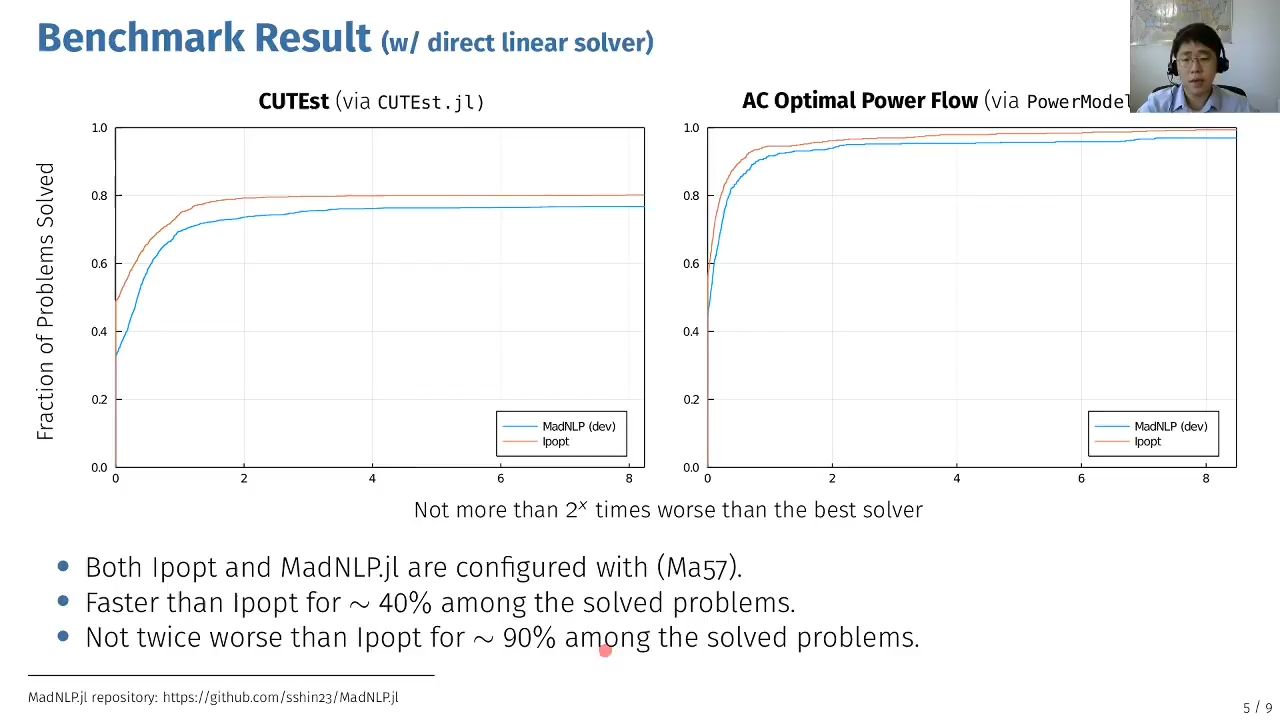 Benchmark Result (w/ direct linear solver)
CUTEst (via CUTEst.jl)
Fraction of Problems Solved
1.0
0.8
0.6
0.4
0.2
0.0
0 2 4 6 8
MadNLP (dev)
Ipopt
AC Optimal Power Flow (via PowerModel
1.0
0.8
0.6
0.4
0.2
0.0
0 2 4 6 8
MadNLP (dev)
Ipopt
Not more than 2ˣ times worse than the best solver
• Both Ipopt and MadNLP.jl are configured with (Ma57).
• Faster than Ipopt for ∼ 40% among the solved problems.
• Not twice worse than Ipopt for ∼ 90% among the solved problems.
MadNLP.jl repository: https://github.com/sshin23/MadNLP.jl
5 / 9